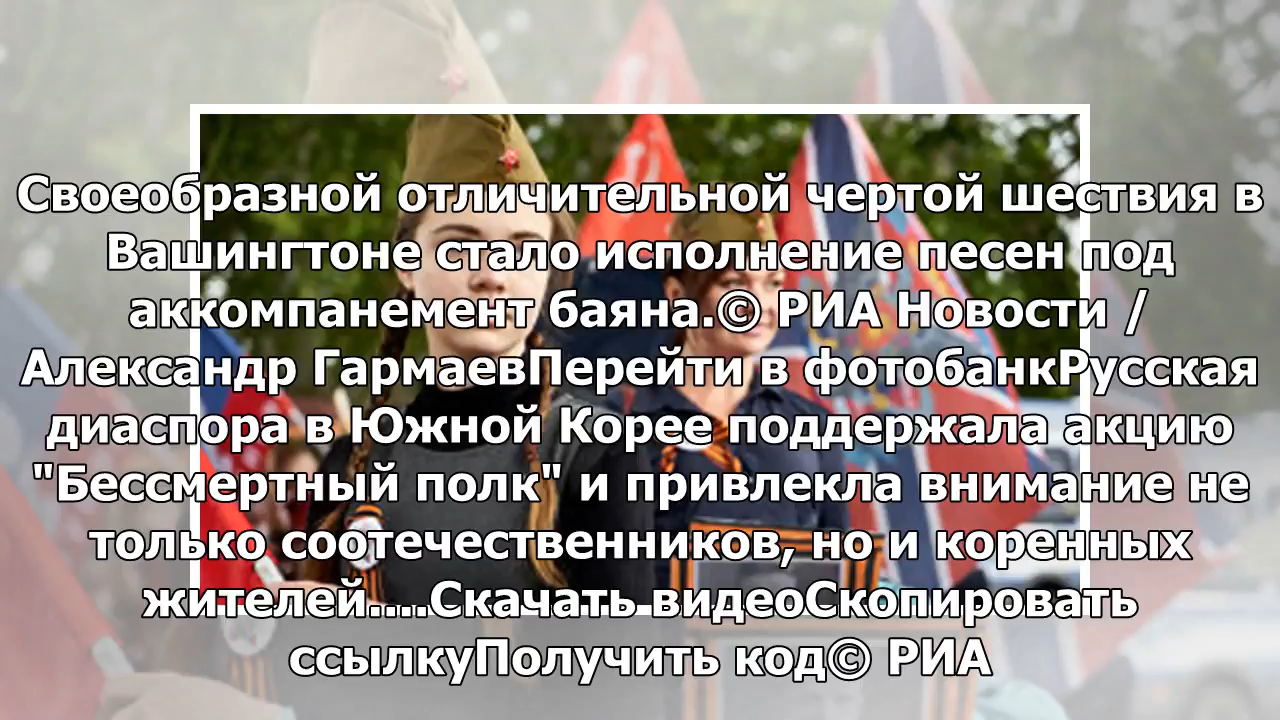 Своеобразной отличительной чертой шествия в
Вашингтоне стало исполнение песен под
аккомпанемент баяна.© РИА Новости /
Александр ГармаевПерейти в фотобанкРусская
диаспора в Южной Корее поддержала акцию
"Бессмертный полк" и привлекла внимание не
только соотечественников, но и коренных
жителей....Скачать видеоСкопировать
ссылкуПолучить код© РИА